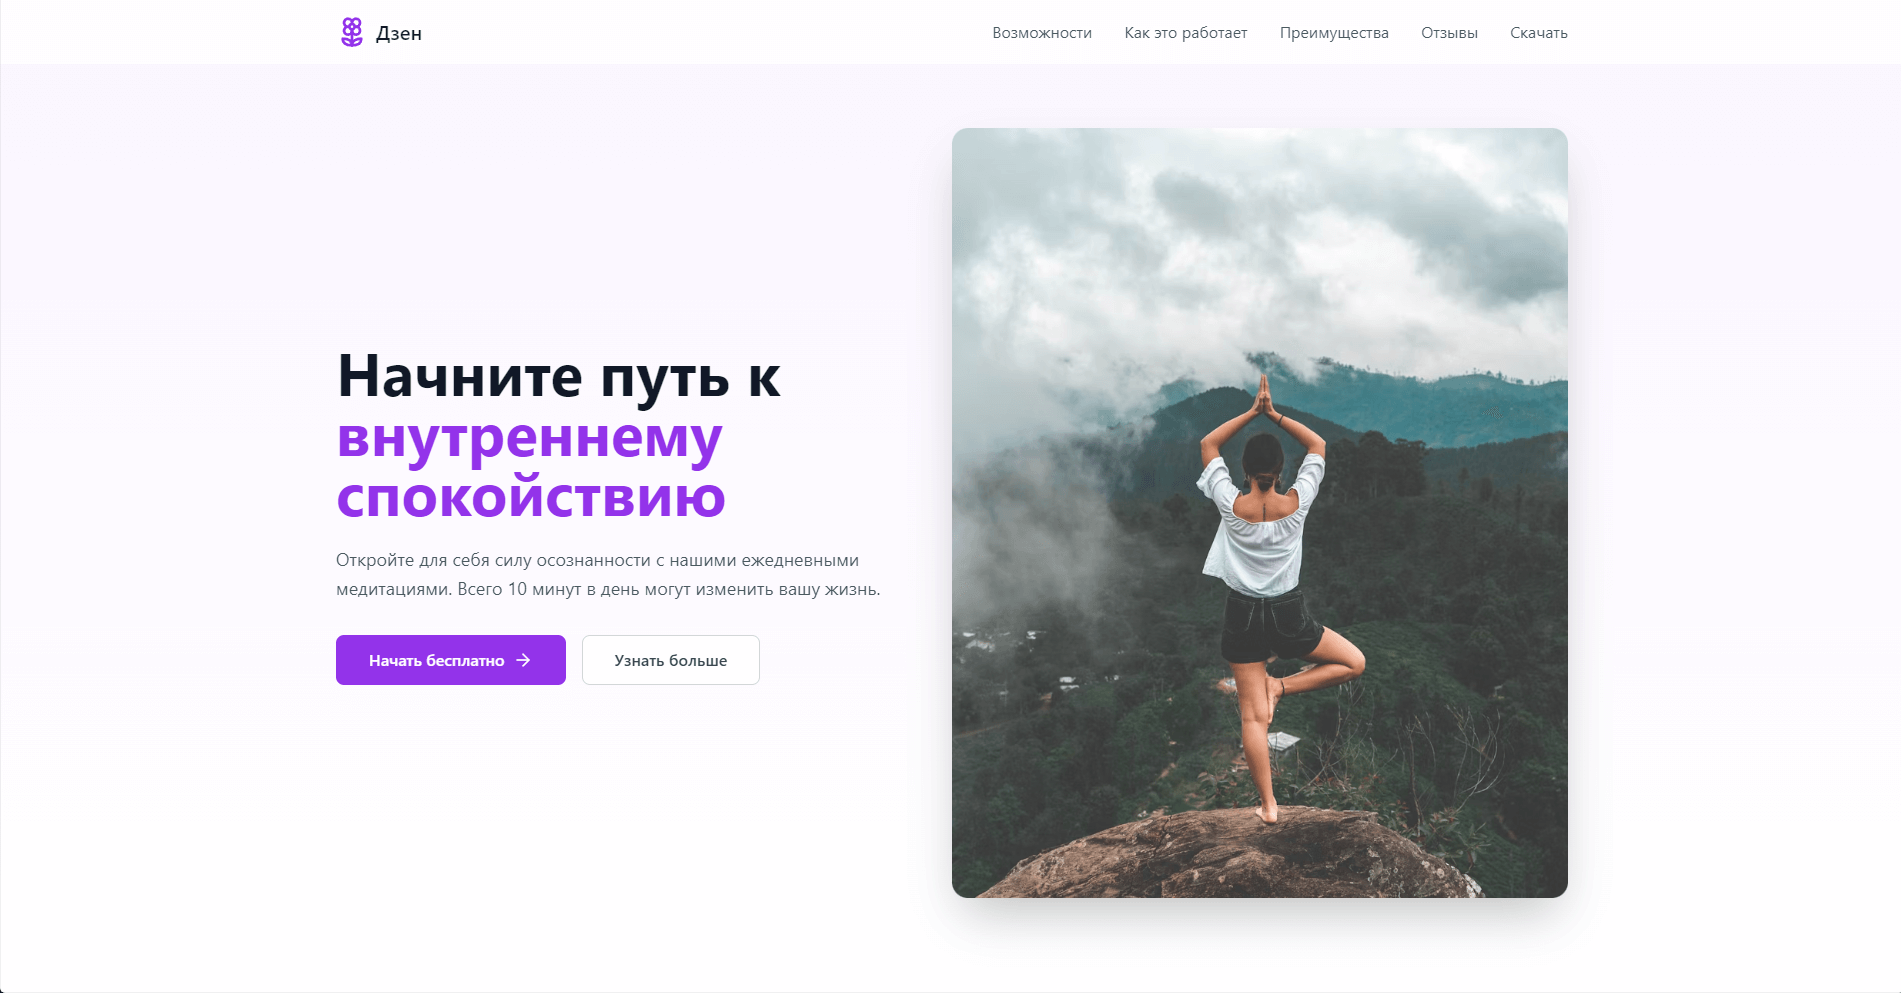 Дзен
Возможности
Как это работает
Преимущества
Отзывы
Скачать
Начните путь к
внутреннему
спокойствию
Откройте для себя силу осознанности с нашими ежедневными
медитациями. Всего 10 минут в день могут изменить вашу жизнь.
Начать бесплатно
Узнать больше